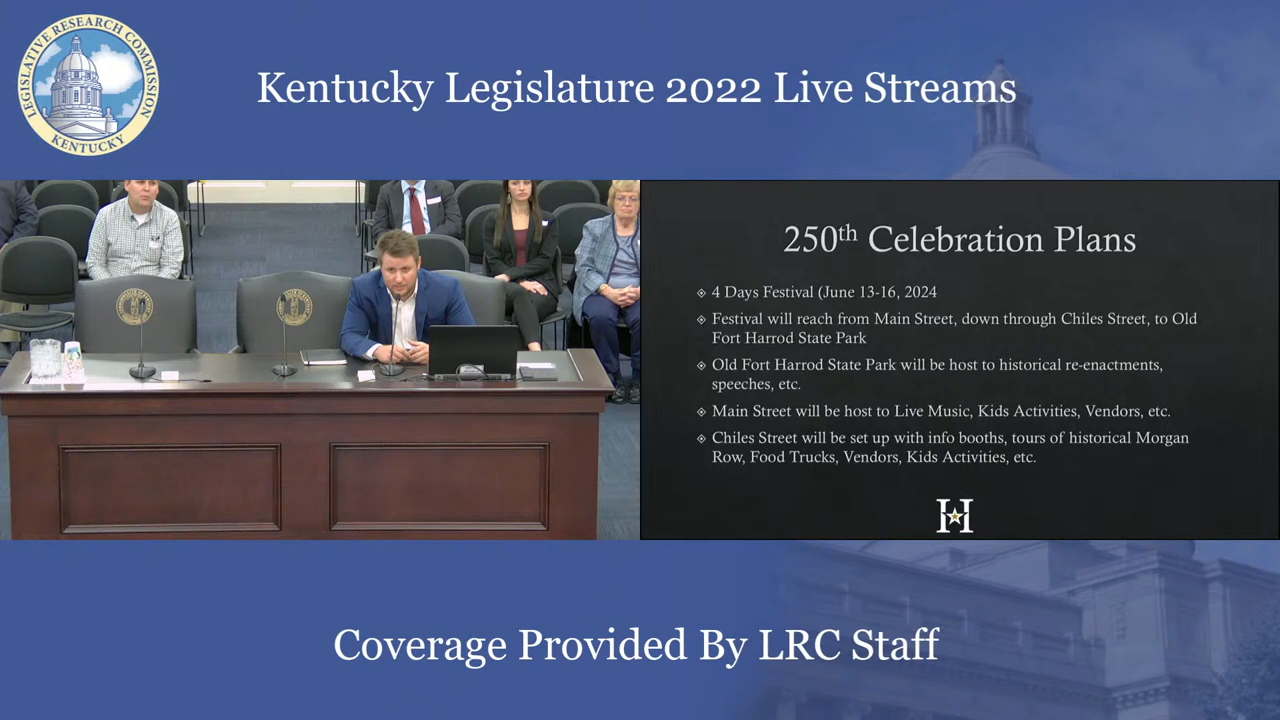 LEGISLATIVE RESEARCH COMMISSION
KENTUCKY
Kentucky Legislature 2022 Live Streams
250th Celebration Plans
4 Days Festival (June 13-16, 2024
Festival will reach from Main Street, down through Chiles Street, to Old
Fort Harrod State Park
Old Fort Harrod State Park will be host to historical re-enactments,
speeches, etc.
Main Street will be host to Live Music, Kids Activities, Vendors, etc.
Chiles Street will be set up with info booths, tours of historical Morgan
Row, Food Trucks, Vendors, Kids Activities, etc.
H
Coverage Provided By LRC Staff